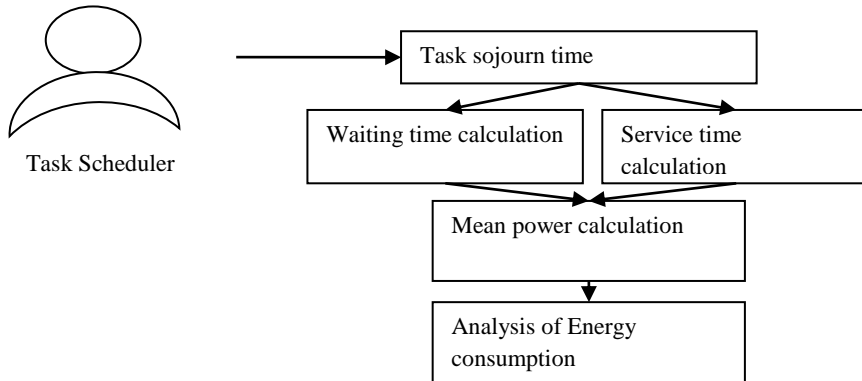 Task sojourn time
Waiting time calculation
Service time
calculation
Task Scheduler
Mean power calculation
Analysis of Energy
consumption